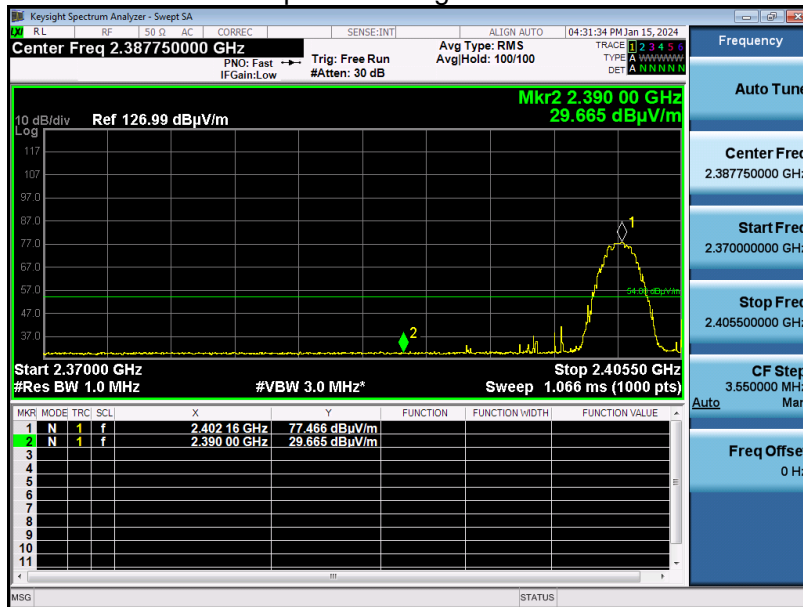 Keysight Spectrum Analyzer - Swept SA
RL RF 50 Ω AC CORREC SENSE:INT ALIGN AUTO 04:31:34 PM Jan 15, 2024
Center Freq 2.387750000 GHz
PNO: Fast
IFGain:Low
Trig: Free Run
#Atten: 30 dB
Avg Type: RMS
Avg|Hold: 100/100
TRACE 1 2 3 4 5 6
TYPE A WWWWW
DET A N N N N N
Mkr2 2.390 00 GHz
29.665 dBµV/m
10 dB/div Ref 126.99 dBµV/m
Log
117
107
97.0
87.0
77.0
67.0
57.0
47.0
37.0
1
2
Start 2.37000 GHz Stop 2.40550 GHz
#Res BW 1.0 MHz #VBW 3.0 MHz* Sweep 1.066 ms (1000 pts)
MKR MODE TRC SCL X Y FUNCTION FUNCTION WIDTH FUNCTION VALUE
1 N 1 f 2.402 16 GHz 77.466 dBµV/m
2 N 1 f 2.390 00 GHz 29.665 dBµV/m
3
4
5
6
7
8
9
10
11
MSG STATUS
Frequency
Auto Tune
Center Freq
2.387750000 GHz
Start Freq
2.370000000 GHz
Stop Freq
2.405500000 GHz
CF Step
3.550000 MHz
Auto Man
Freq Offset
0 Hz